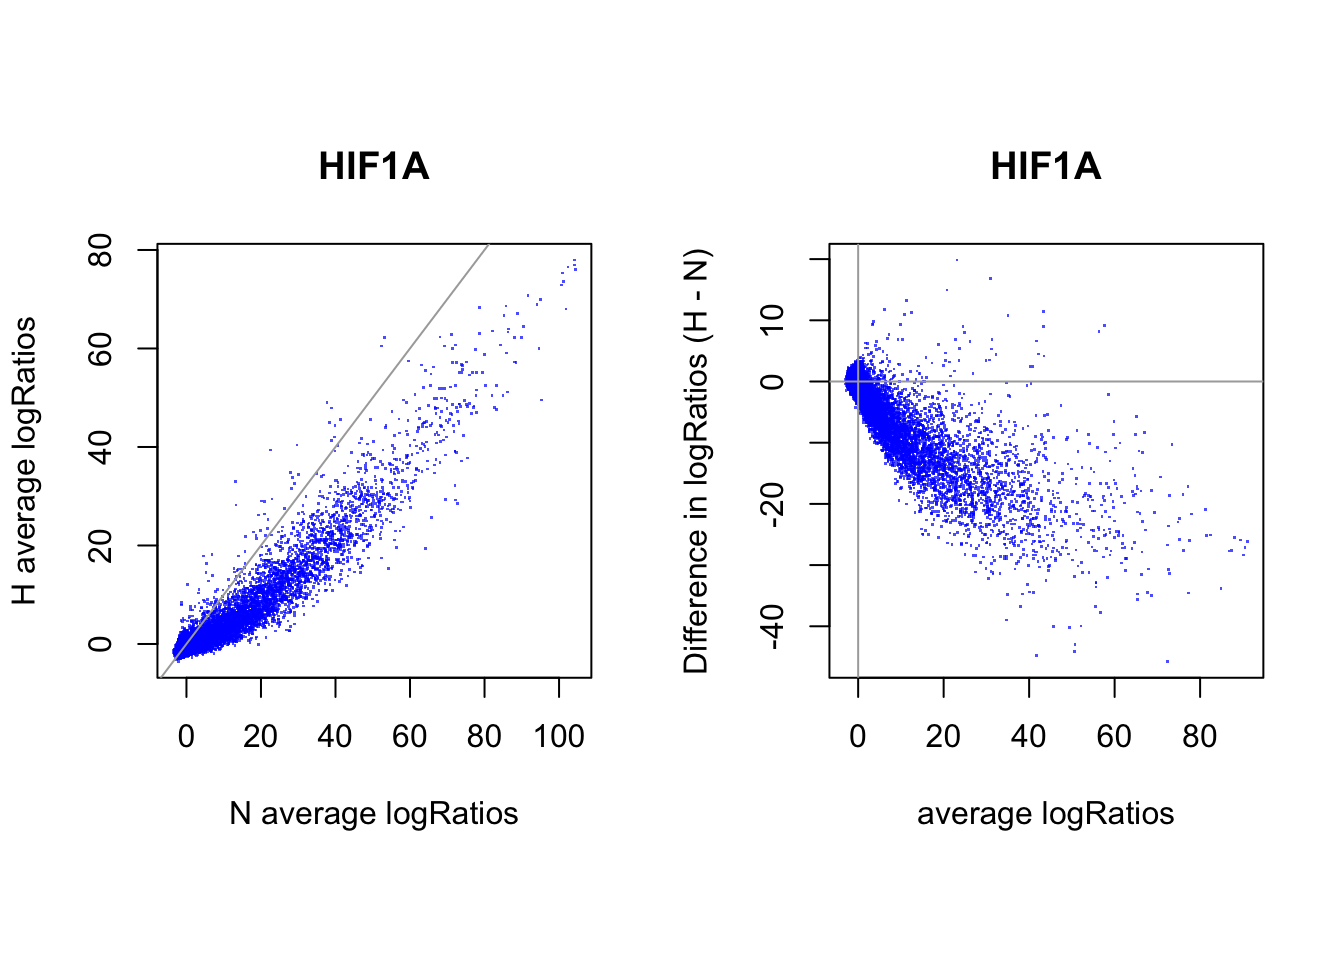 HIF1A
H average logRatios
80
60
40
20
0
0 20 40 60 80 100
N average logRatios
HIF1A
Difference in logRatios (H - N)
10
0
-20
-40
0 20 40 60 80
average logRatios